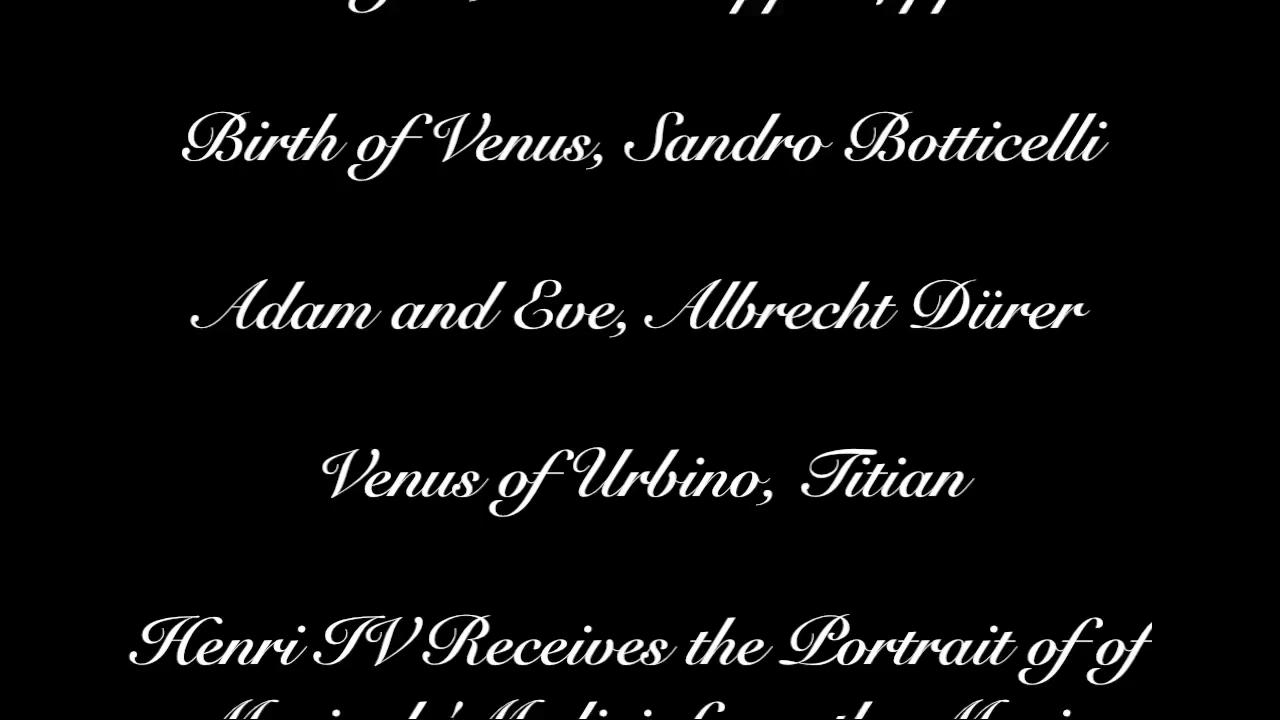 Birth of Venus, Sandro Botticelli
Adam and Eve, Albrecht Dürer
Venus of Urbino, Titian
Henri IV Receives the Portrait of of